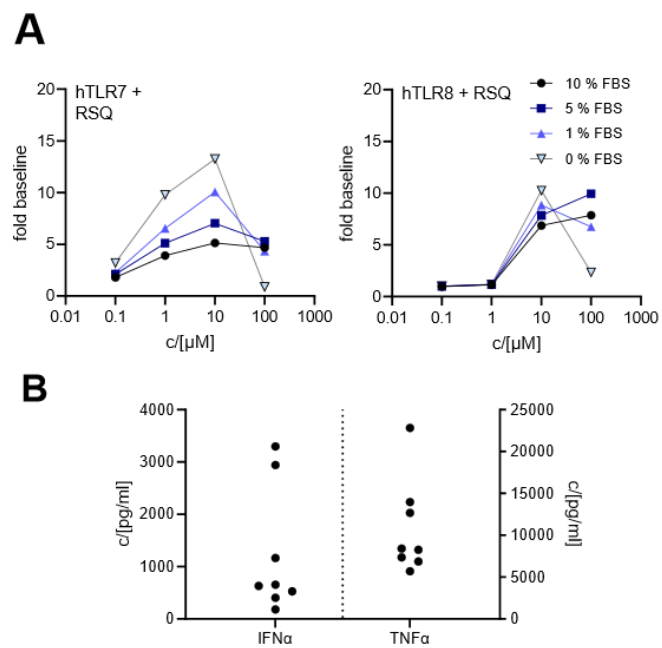 A
hTLR7 +
RSQ
fold baseline
20
15
10
5
0
0.01 0.1 1 10 100 1000
c/[µM]
hTLR8 + RSQ
fold baseline
20
15
10
5
0
0.01 0.1 1 10 100 1000
c/[µM]
10 % FBS
5 % FBS
1 % FBS
0 % FBS
B
c/[pg/ml]
4000
3000
2000
1000
0
IFNα
TNFα
25000
20000
15000
10000
5000
0
c/[pg/ml]